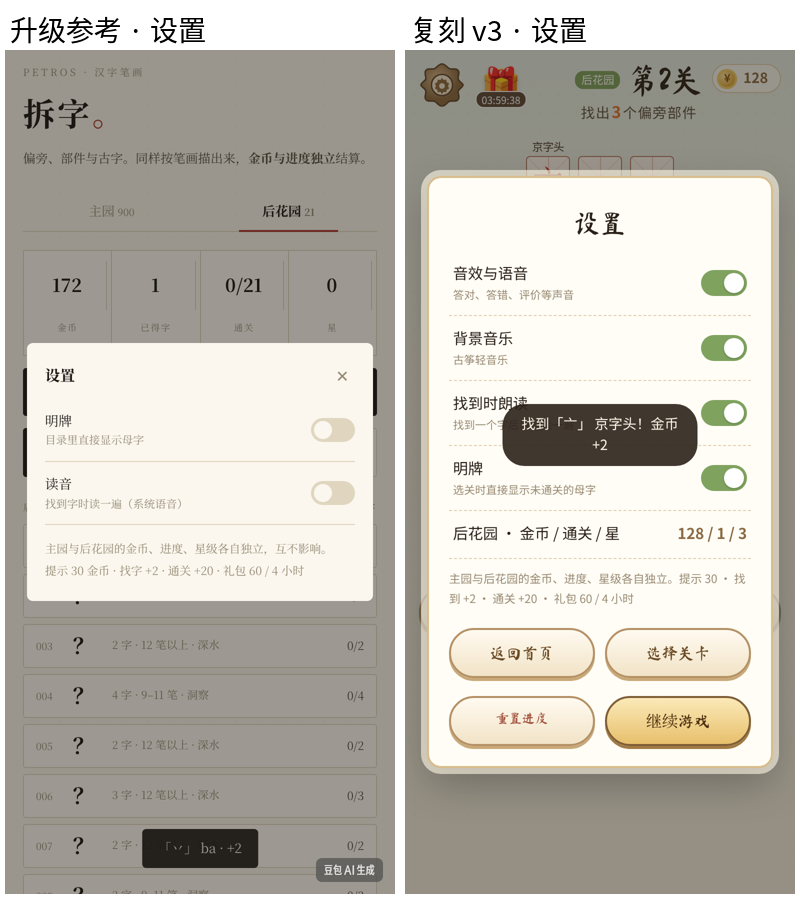 升级参考 · 设置
PETROS · 汉字笔画
拆字。
偏旁、部件与古字。同样按笔画描出来，金币与进度独立结算。
主园 900
后花园 21
172
1
0/21
0
金币
已得字
通关
星
设置
×
明牌
目录里直接显示母字
读音
找到字时读一遍（系统语音）
主园与后花园的金币、进度、星级各自独立，互不影响。
提示 30 金币 · 找字 +2 · 通关 +20 · 礼包 60 / 4 小时
003 ? 2 字 · 12 笔以上 · 深水 0/2
004 ? 4 字 · 9–11 笔 · 洞察 0/4
005 ? 2 字 · 12 笔以上 · 深水 0/2
006 ? 3 字 · 12 笔以上 · 深水 0/3
007 ? 2 字 · 0/2
「丷」 ba · +2
豆包 AI 生成
复刻 v3 · 设置
03:59:38
后花园
第2关
¥ 128
找出3个偏旁部件
京字头
设置
音效与语音
答对、答错、评价等声音
背景音乐
古筝轻音乐
找到时朗读
找到一个字
找到「亠」 京字头！金币
+2
明牌
选关时直接显示未通关的母字
后花园 · 金币 / 通关 / 星
128 / 1 / 3
主园与后花园的金币、进度、星级各自独立。提示 30 · 找
到 +2 · 通关 +20 · 礼包 60 / 4 小时
返回首页
选择关卡
重置进度
继续游戏